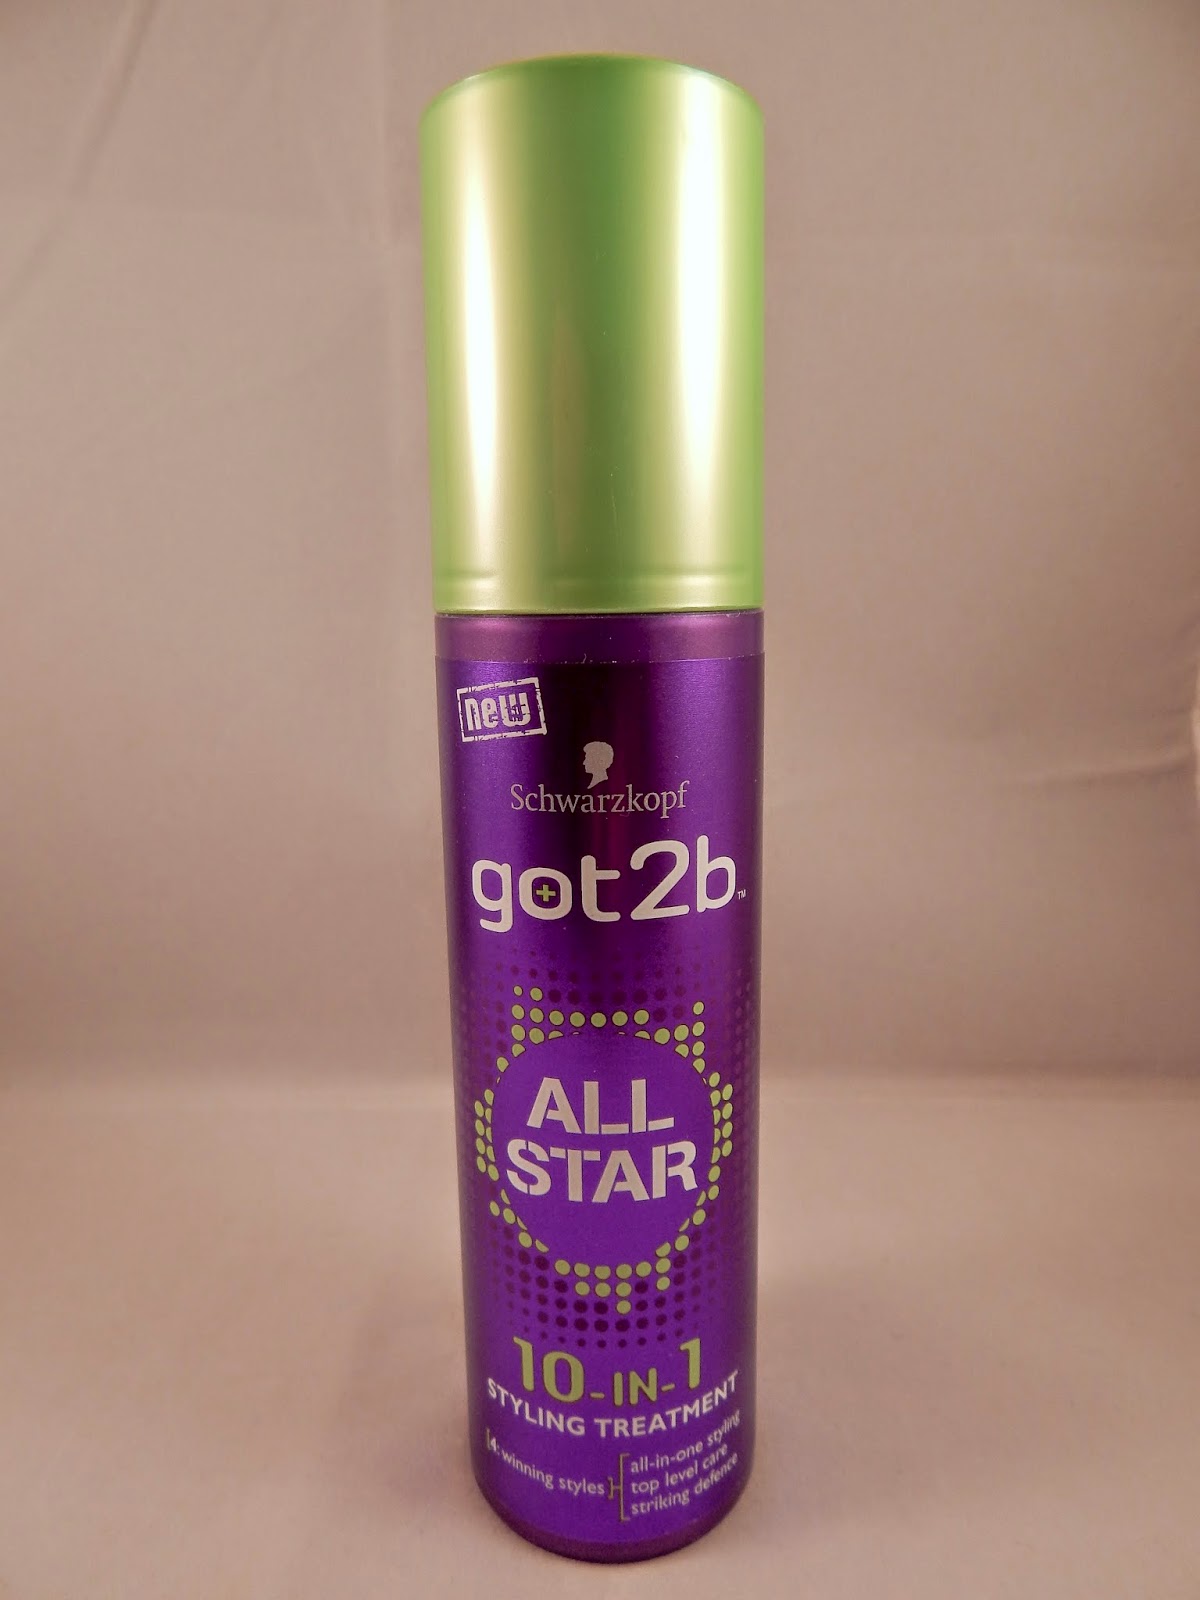 new
Schwarzkopf
got2b™
ALL
STAR
10-IN-1
STYLING TREATMENT
[4: winning styles]
all-in-one styling
top level care
striking defence